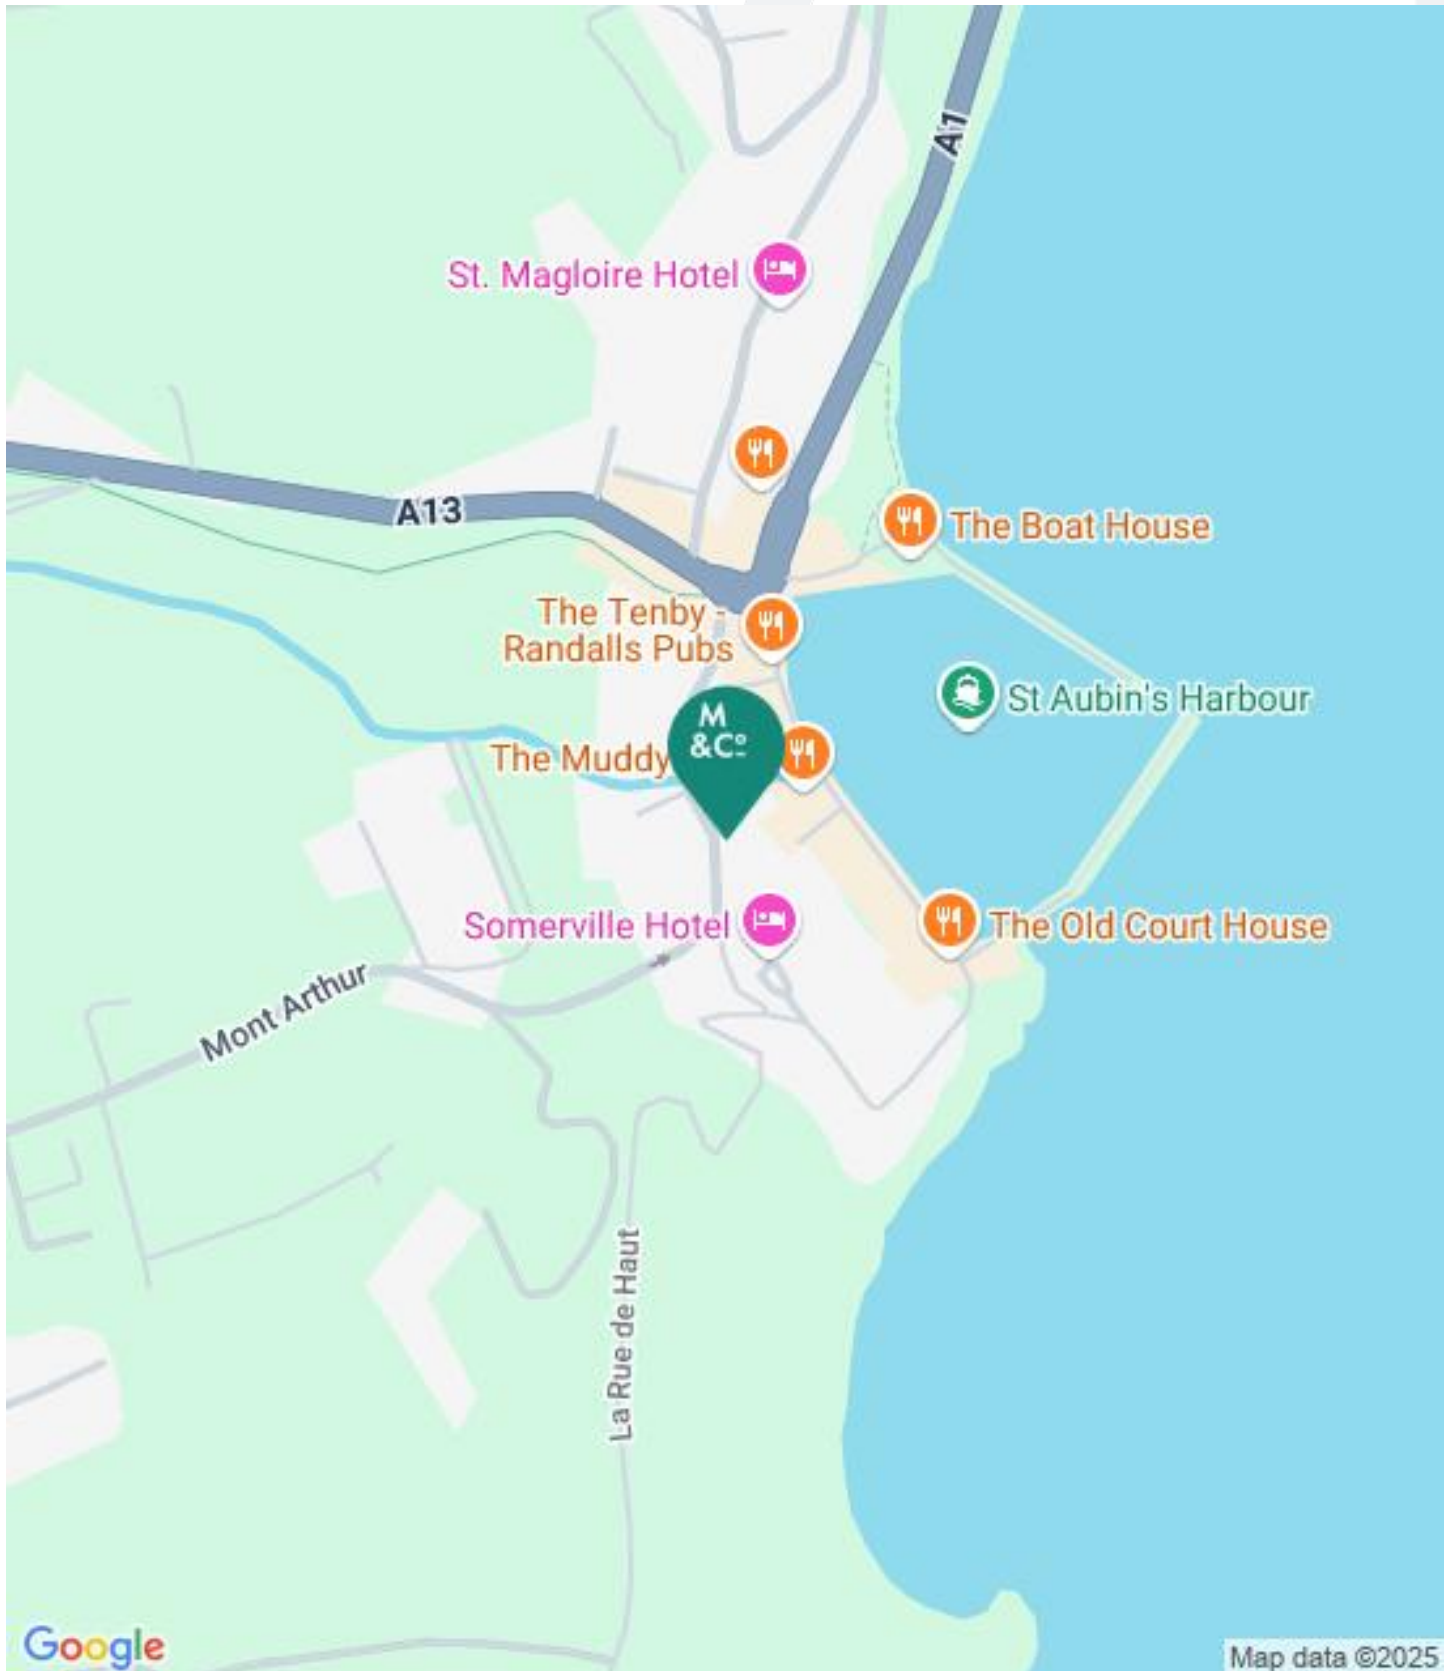 A1
St. Magloire Hotel
A13
The Boat House
The Tenby -
Randalls Pubs
St Aubin's Harbour
M
&Cº
The Muddy
Somerville Hotel
The Old Court House
Mont Arthur
La Rue de Haut
Google
Map data ©2025